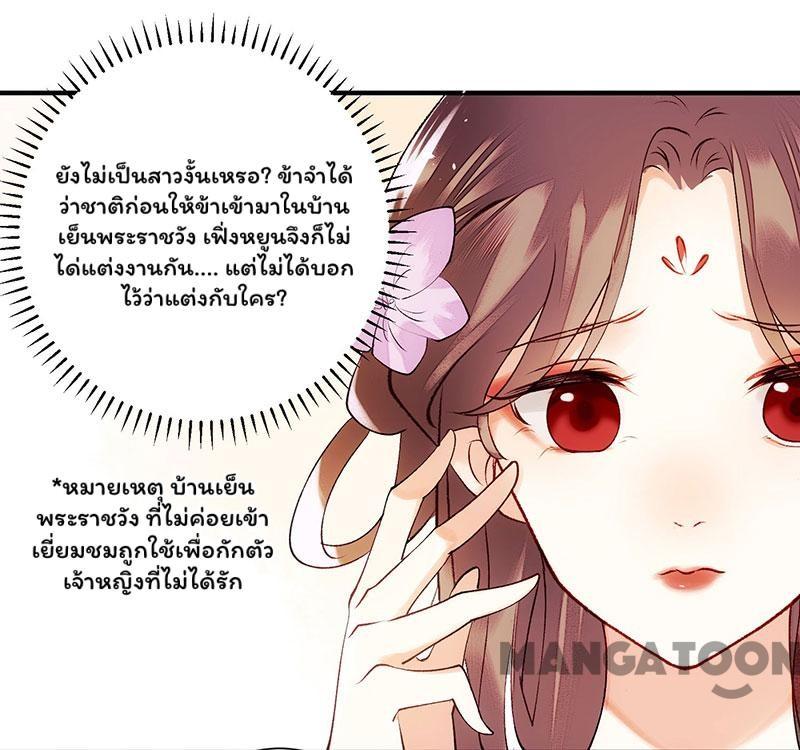 ยังไม่เป็นสาวงั้นเหรอ? ข้าจำได้
ว่าชาติก่อนให้ข้าเข้ามาในบ้าน
เย็นพระราชวัง เฟิ่งหยูนจึงก็ไม่
ได่แต่งงานกัน.... แต่ไม่ได้บอก
ไว้ว่าแต่งกับใคร?
*หมายเหตุ บ้านเย็น
พระราชวัง ที่ไม่ค่อยเข้า
เยี่ยมชมถูกใช้เพื่อกักตัว
เจ้าหญิงที่ไม่ได้รัก
MANGATOON